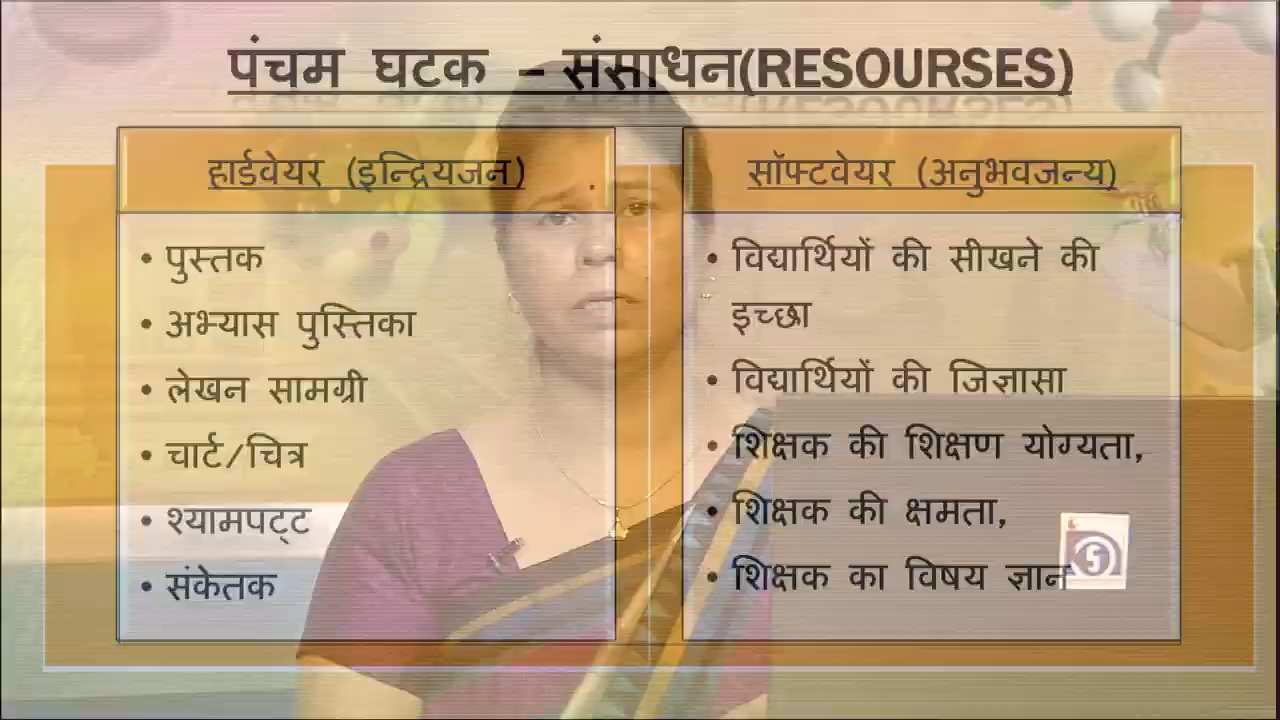 पंचम घटक – संसाधन(RESOURSES)
हार्डवेयर (इन्द्रियजन)
• पुस्तक
• अभ्यास पुस्तिका
• लेखन सामग्री
• चार्ट/चित्र
• श्यामपट्ट
• संकेतक
सॉफ्टवेयर (अनुभवजन्य)
• विद्यार्थियों की सीखने की
इच्छा
• विद्यार्थियों की जिज्ञासा
• शिक्षक की शिक्षण योग्यता,
• शिक्षक की क्षमता,
• शिक्षक का विषय ज्ञान
5